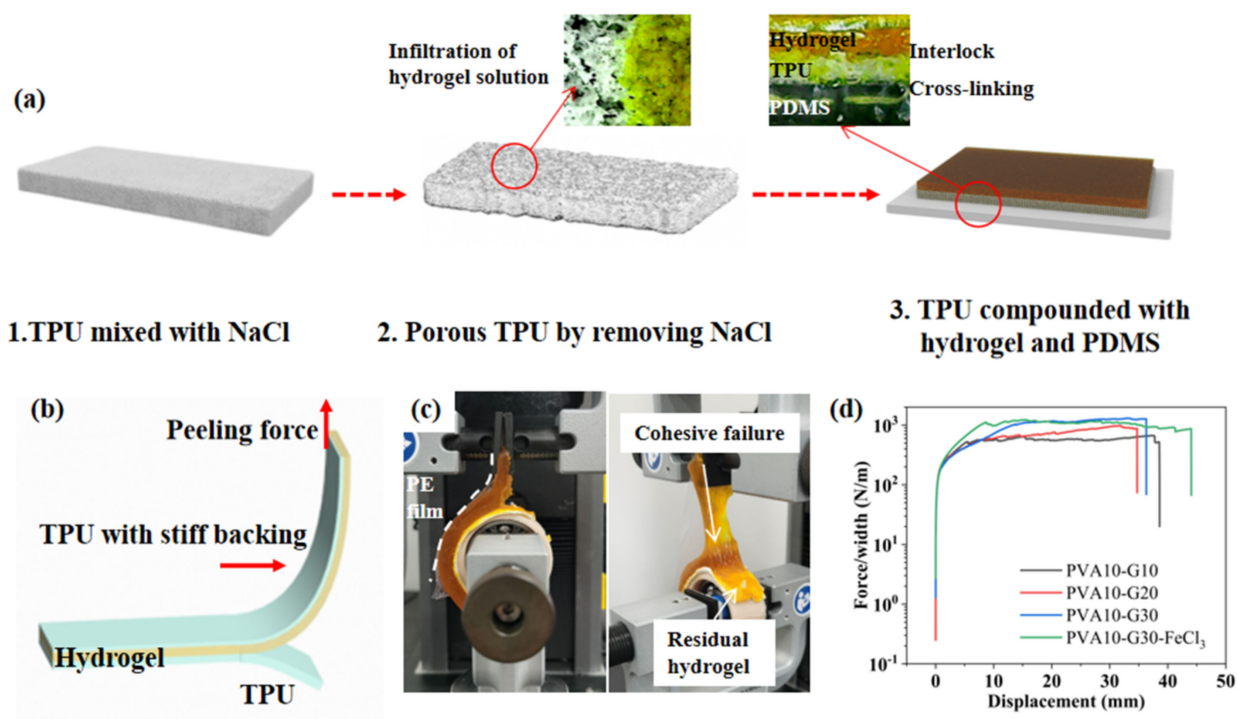 (a)
Infiltration of
hydrogel solution
Hydrogel
TPU
PDMS
Interlock
Cross-linking
1.TPU mixed with NaCl
2. Porous TPU by removing NaCl
3. TPU compounded with
hydrogel and PDMS
(b)
Peeling force
TPU with stiff backing
Hydrogel
TPU
(c)
PE
film
Cohesive failure
Residual
hydrogel
(d)
Force/width (N/m)
10³
10²
10¹
10⁰
10⁻¹
PVA10-G10
PVA10-G20
PVA10-G30
PVA10-G30-FeCl₃
0 10 20 30 40 50
Displacement (mm)